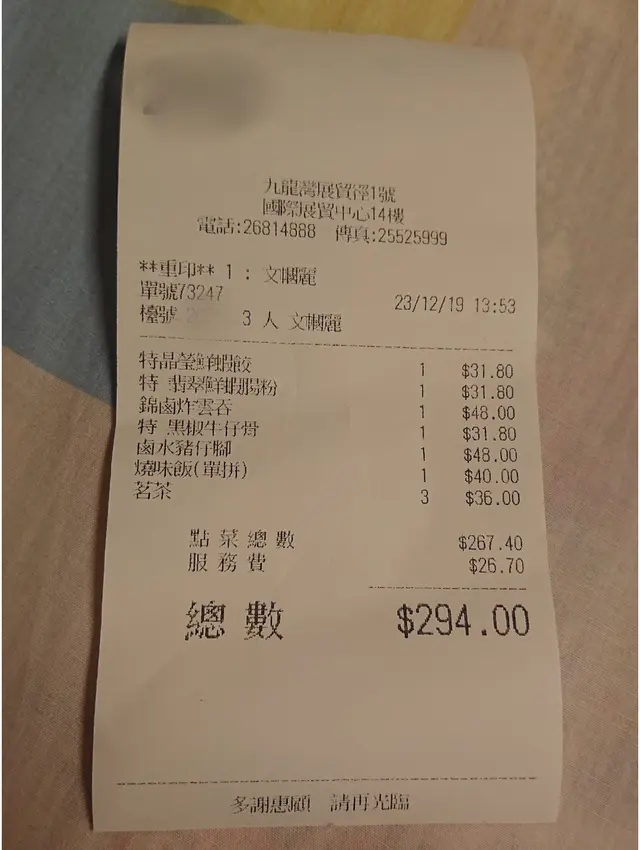 九龍灣展貿徑1號
國際展貿中心14樓
電話:26814888 傳真:25525999
**重印** 1 : 文嘓麗
單號73247
23/12/19 13:53
檯號 3 人 文嘓麗
特晶瑩鮮蝦餃 1 $31.80
特 翡翠鮮蝦腸粉 1 $31.80
錦鹵炸雲吞 1 $48.00
特 黑椒牛仔骨 1 $31.80
鹵水豬仔腳 1 $48.00
燒味飯(單拼) 1 $40.00
茗茶 3 $36.00
點菜總數 $267.40
服務費 $26.70
總數 $294.00
多謝惠顧 請再光臨